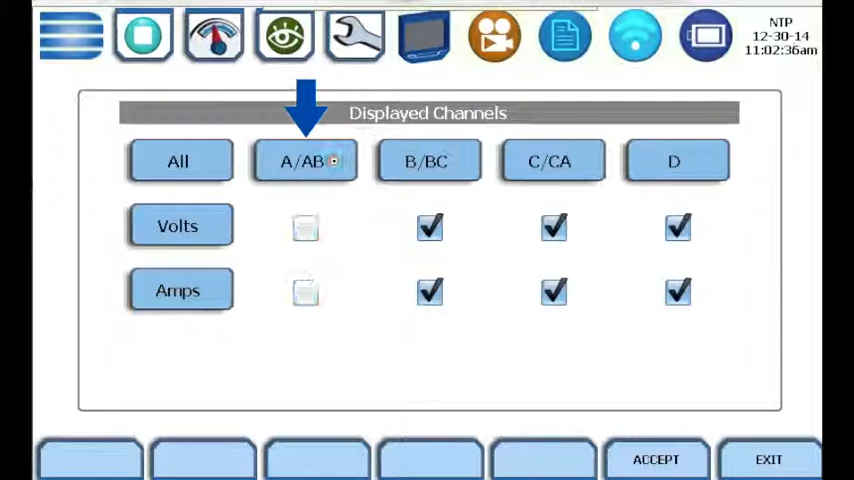 NTP
12-30-14
11:02:36am
Displayed Channels
All A/AB B/BC C/CA D
Volts
Amps
ACCEPT EXIT